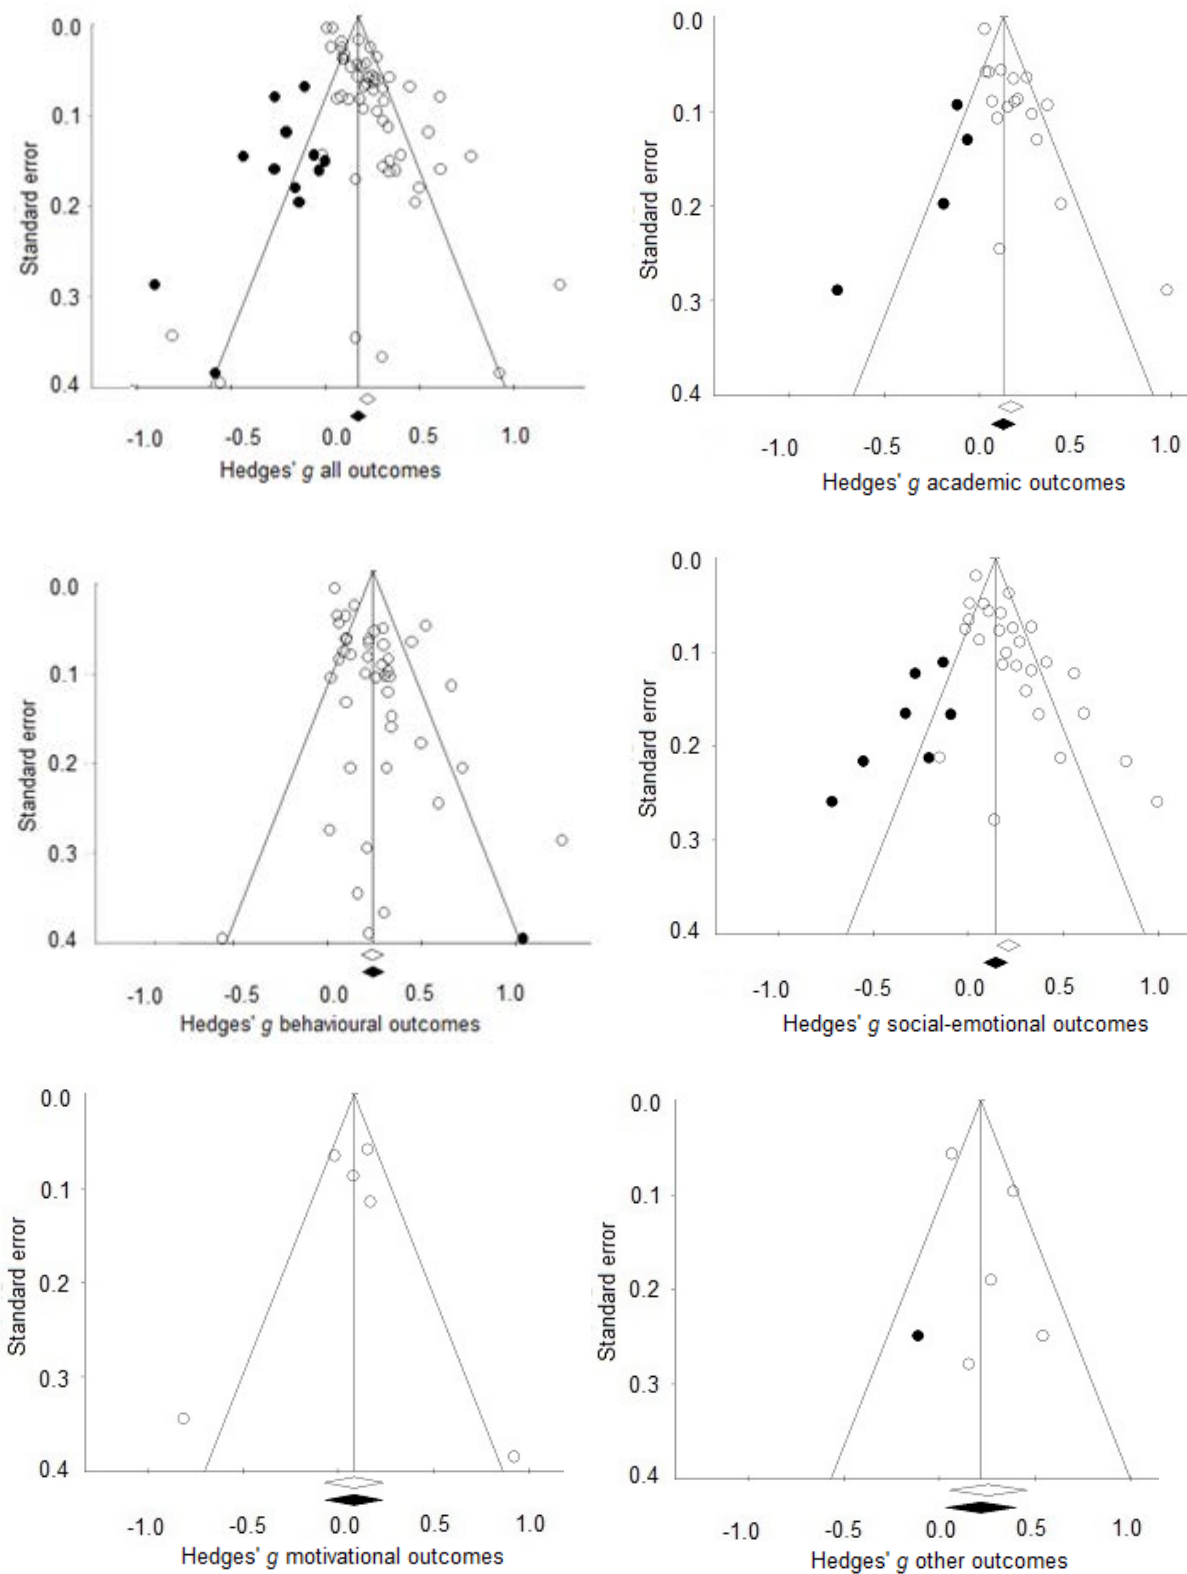 0.0
0.1
0.2
0.3
0.4
Standard error
-1.0 -0.5 0.0 0.5 1.0
Hedges' g all outcomes
0.0
0.1
0.2
0.3
0.4
Standard error
-1.0 -0.5 0.0 0.5 1.0
Hedges' g academic outcomes
0.0
0.1
0.2
0.3
0.4
Standard error
-1.0 -0.5 0.0 0.5 1.0
Hedges' g behavioural outcomes
0.0
0.1
0.2
0.3
0.4
Standard error
-1.0 -0.5 0.0 0.5 1.0
Hedges' g social-emotional outcomes
0.0
0.1
0.2
0.3
0.4
Standard error
-1.0 -0.5 0.0 0.5 1.0
Hedges' g motivational outcomes
0.0
0.1
0.2
0.3
0.4
Standard error
-1.0 -0.5 0.0 0.5 1.0
Hedges' g other outcomes